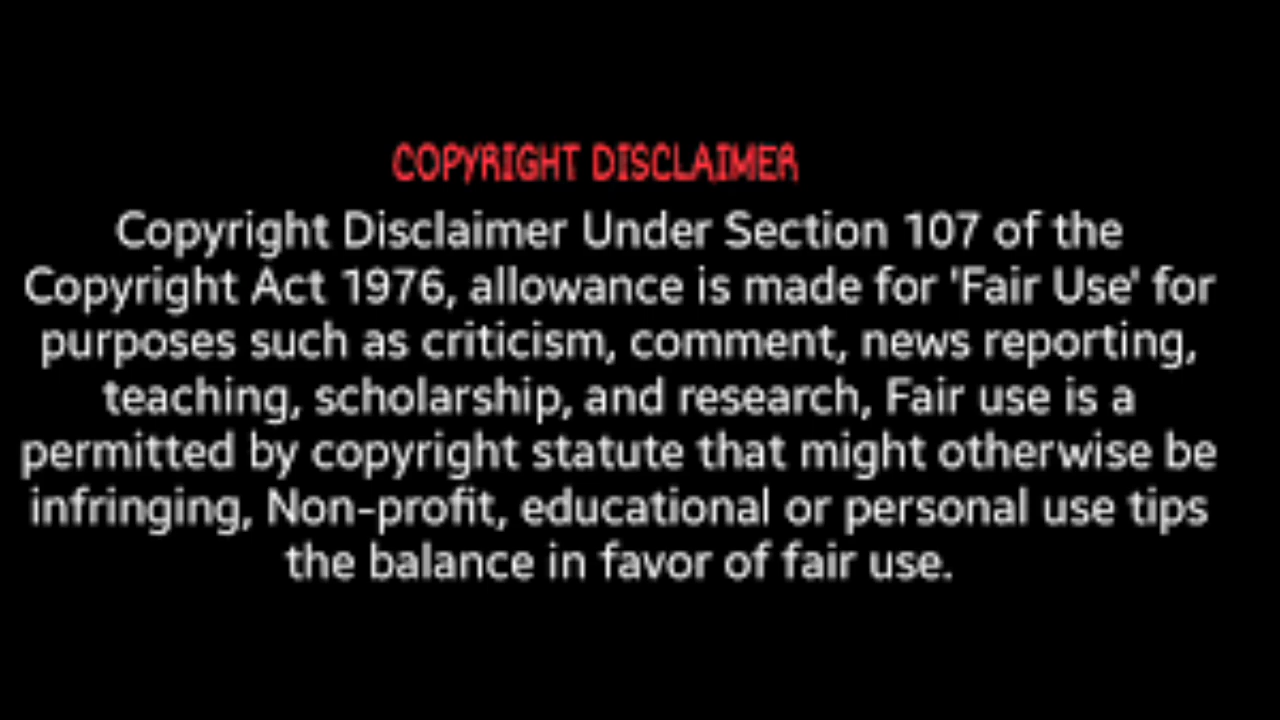 COPYRIGHT DISCLAIMER
Copyright Disclaimer Under Section 107 of the
Copyright Act 1976, allowance is made for 'Fair Use' for
purposes such as criticism, comment, news reporting,
teaching, scholarship, and research, Fair use is a
permitted by copyright statute that might otherwise be
infringing, Non-profit, educational or personal use tips
the balance in favor of fair use.